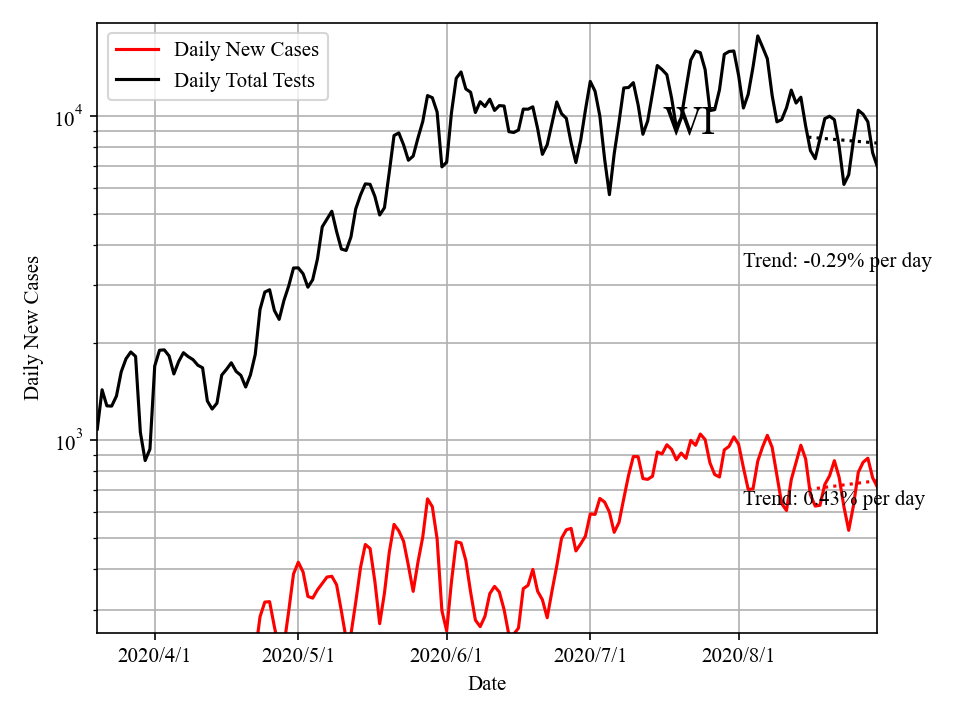 Daily New Cases
Daily Total Tests
WI
10^4
10^3
Trend: -0.29% per day
Trend: 0.43% per day
Daily New Cases
2020/4/1 2020/5/1 2020/6/1 2020/7/1 2020/8/1
Date